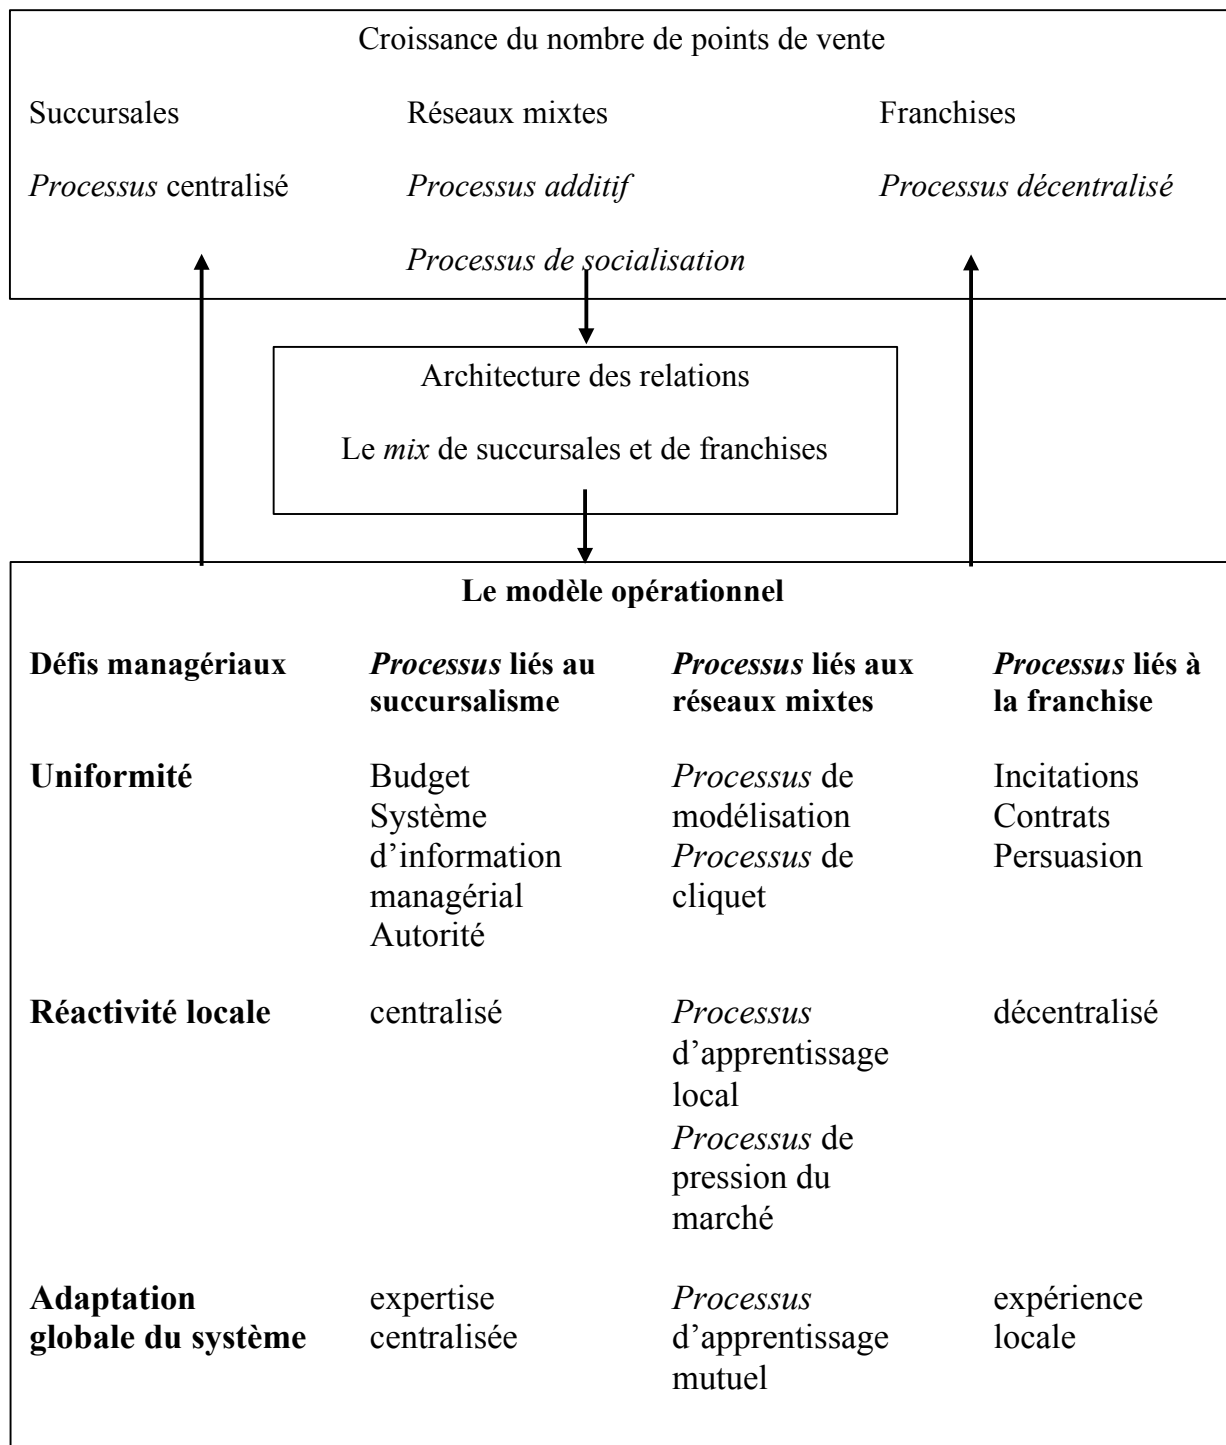 Croissance du nombre de points de vente
Succursales Réseaux mixtes Franchises
Processus centralisé Processus additif Processus décentralisé
Processus de socialisation
Architecture des relations
Le mix de succursales et de franchises
Le modèle opérationnel
Défis managériaux Processus liés au Processus liés aux Processus liés à
succursalisme réseaux mixtes la franchise
Uniformité Budget Processus de Incitations
Système modélisation Contrats
d’information Processus de Persuasion
managérial cliquet
Autorité
Réactivité locale centralisé Processus décentralisé
d’apprentissage
local
Processus de
pression du
marché
Adaptation expertise Processus expérience
globale du système centralisée d’apprentissage locale
mutuel